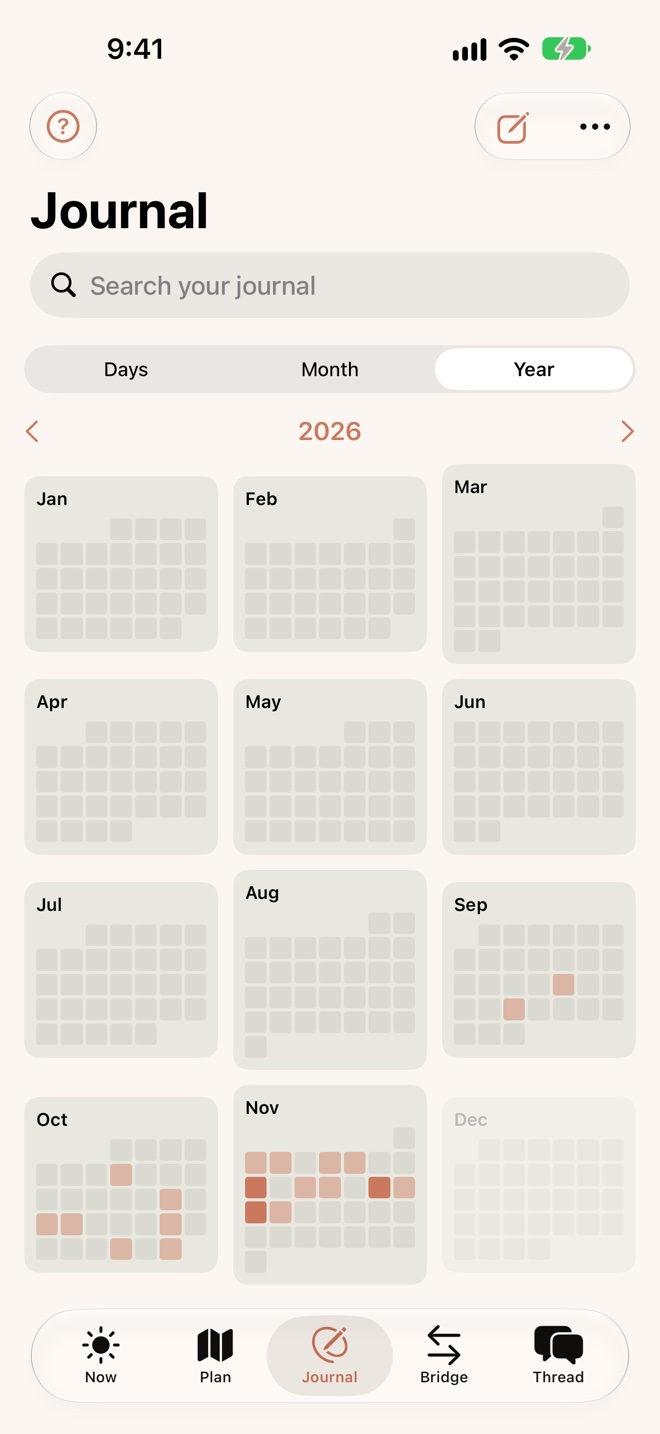 9:41
?
Journal
Search your journal
Days Month Year
2026
Jan Feb Mar
Apr May Jun
Jul Aug Sep
Oct Nov Dec
Now Plan Journal Bridge Thread